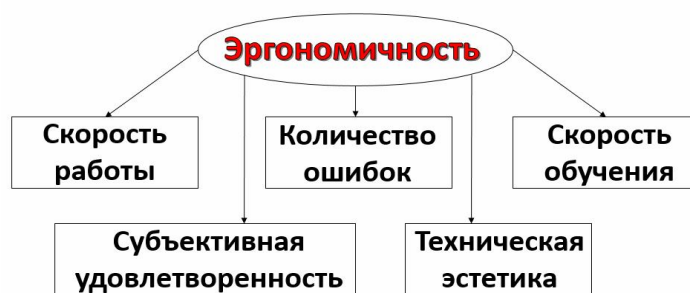 Эргономичность
Скорость
работы
Количество
ошибок
Скорость
обучения
Субъективная
удовлетворенность
Техническая
эстетика